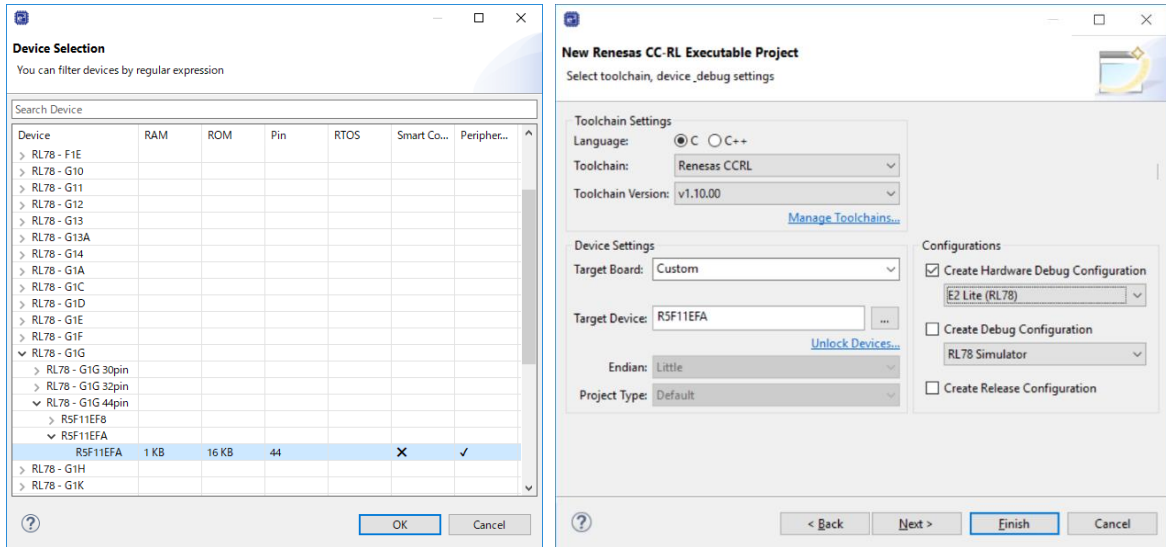 Device Selection
You can filter devices by regular expression
Search Device
Device RAM ROM Pin RTOS Smart Co... Peripher...
RL78 - F1E
RL78 - G10
RL78 - G11
RL78 - G12
RL78 - G13
RL78 - G13A
RL78 - G14
RL78 - G1A
RL78 - G1C
RL78 - G1D
RL78 - G1E
RL78 - G1F
RL78 - G1G
RL78 - G1G 30pin
RL78 - G1G 32pin
RL78 - G1G 44pin
R5F11EF8
R5F11EFA
R5F11EFA 1 KB 16 KB 44
RL78 - G1H
RL78 - G1K
OK Cancel
New Renesas CC-RL Executable Project
Select toolchain, device _debug settings
Toolchain Settings
Language: C C++
Toolchain: Renesas CCRL
Toolchain Version: v1.10.00
Manage Toolchains...
Device Settings
Target Board: Custom
Target Device: R5F11EFA ...
Unlock Devices...
Endian: Little
Project Type: Default
Configurations
Create Hardware Debug Configuration
E2 Lite (RL78)
Create Debug Configuration
RL78 Simulator
Create Release Configuration
< Back Next > Finish Cancel